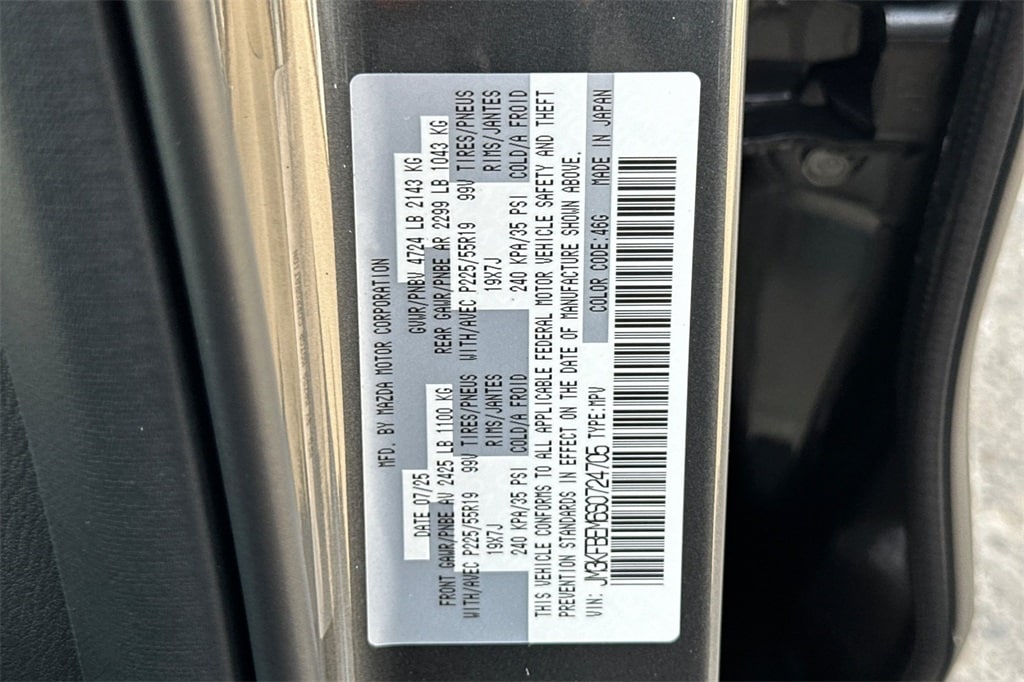 MFD. BY MAZDA MOTOR CORPORATION
DATE 07/25 GVWR/PNBV 4724 LB 2143 KG
FRONT GAWR/PNBE AV 2425 LB 1100 KG REAR GAWR/PNBE AR 2299 LB 1043 KG
WITH/AVEC P225/55R19 99V TIRES/PNEUS WITH/AVEC P225/55R19 99V TIRES/PNEUS
19X7J RIMS/JANTES 19X7J RIMS/JANTES
240 KPA/35 PSI COLD/A FROID 240 KPA/35 PSI COLD/A FROID
THIS VEHICLE CONFORMS TO ALL APPLICABLE FEDERAL MOTOR VEHICLE SAFETY AND THEFT
PREVENTION STANDARDS IN EFFECT ON THE DATE OF MANUFACTURE SHOWN ABOVE.
VIN: JM3KFBEM6S0724705 TYPE:MPV COLOR CODE:46G MADE IN JAPAN